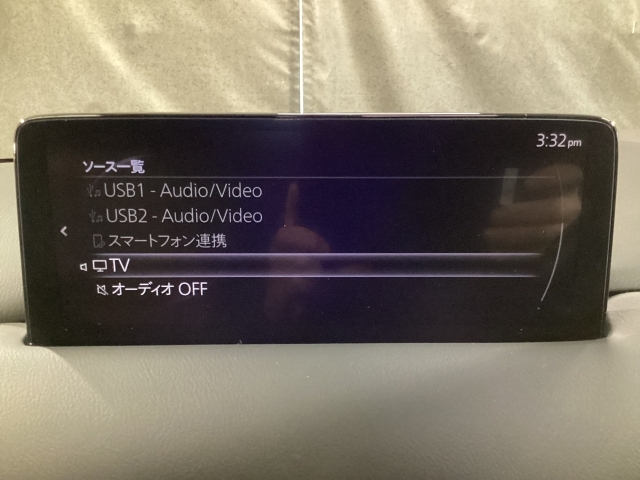 3:32pm
ソース一覧
USB1 - Audio/Video
USB2 - Audio/Video
スマートフォン連携
TV
オーディオ OFF